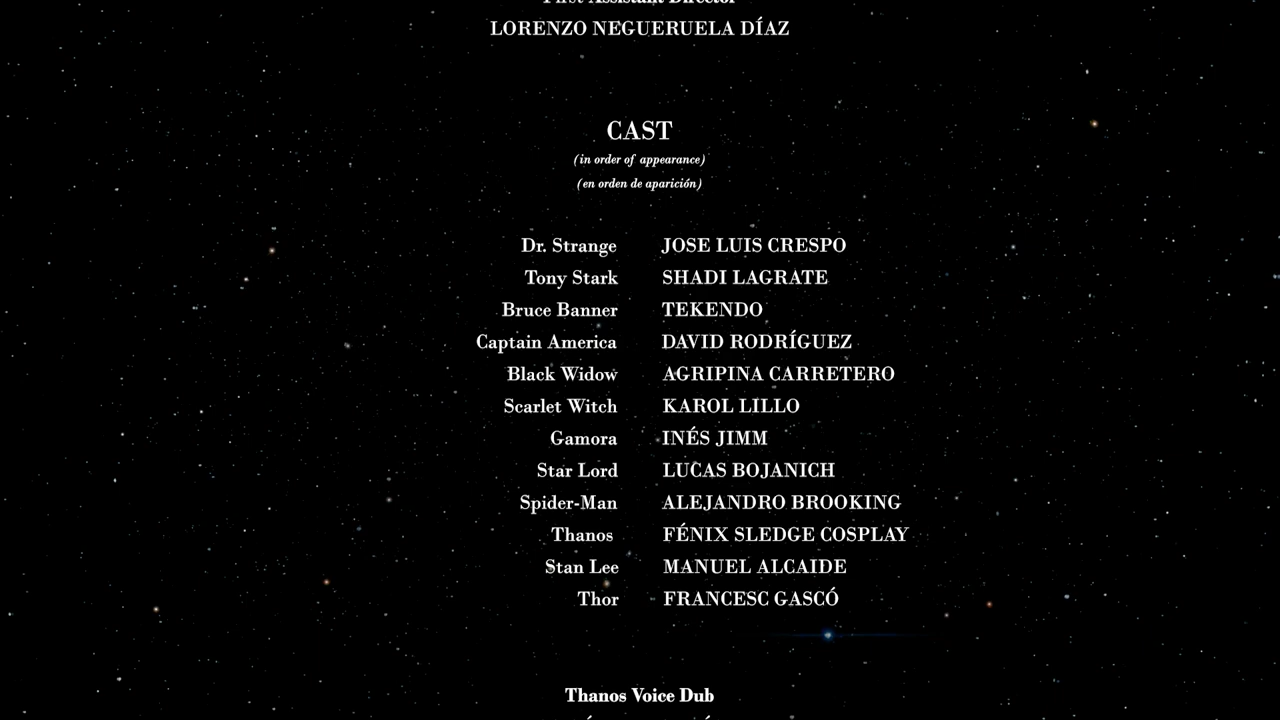 First Assistant Director
LORENZO NEGUERUELA DÍAZ
CAST
(in order of appearance)
(en orden de aparición)
Dr. Strange JOSE LUIS CRESPO
Tony Stark SHADI LAGRATE
Bruce Banner TEKENDO
Captain America DAVID RODRÍGUEZ
Black Widow AGRIPINA CARRETERO
Scarlet Witch KAROL LILLO
Gamora INÉS JIMM
Star Lord LUCAS BOJANICH
Spider-Man ALEJANDRO BROOKING
Thanos FÉNIX SLEDGE COSPLAY
Stan Lee MANUEL ALCAIDE
Thor FRANCESC GASCÓ
Thanos Voice Dub